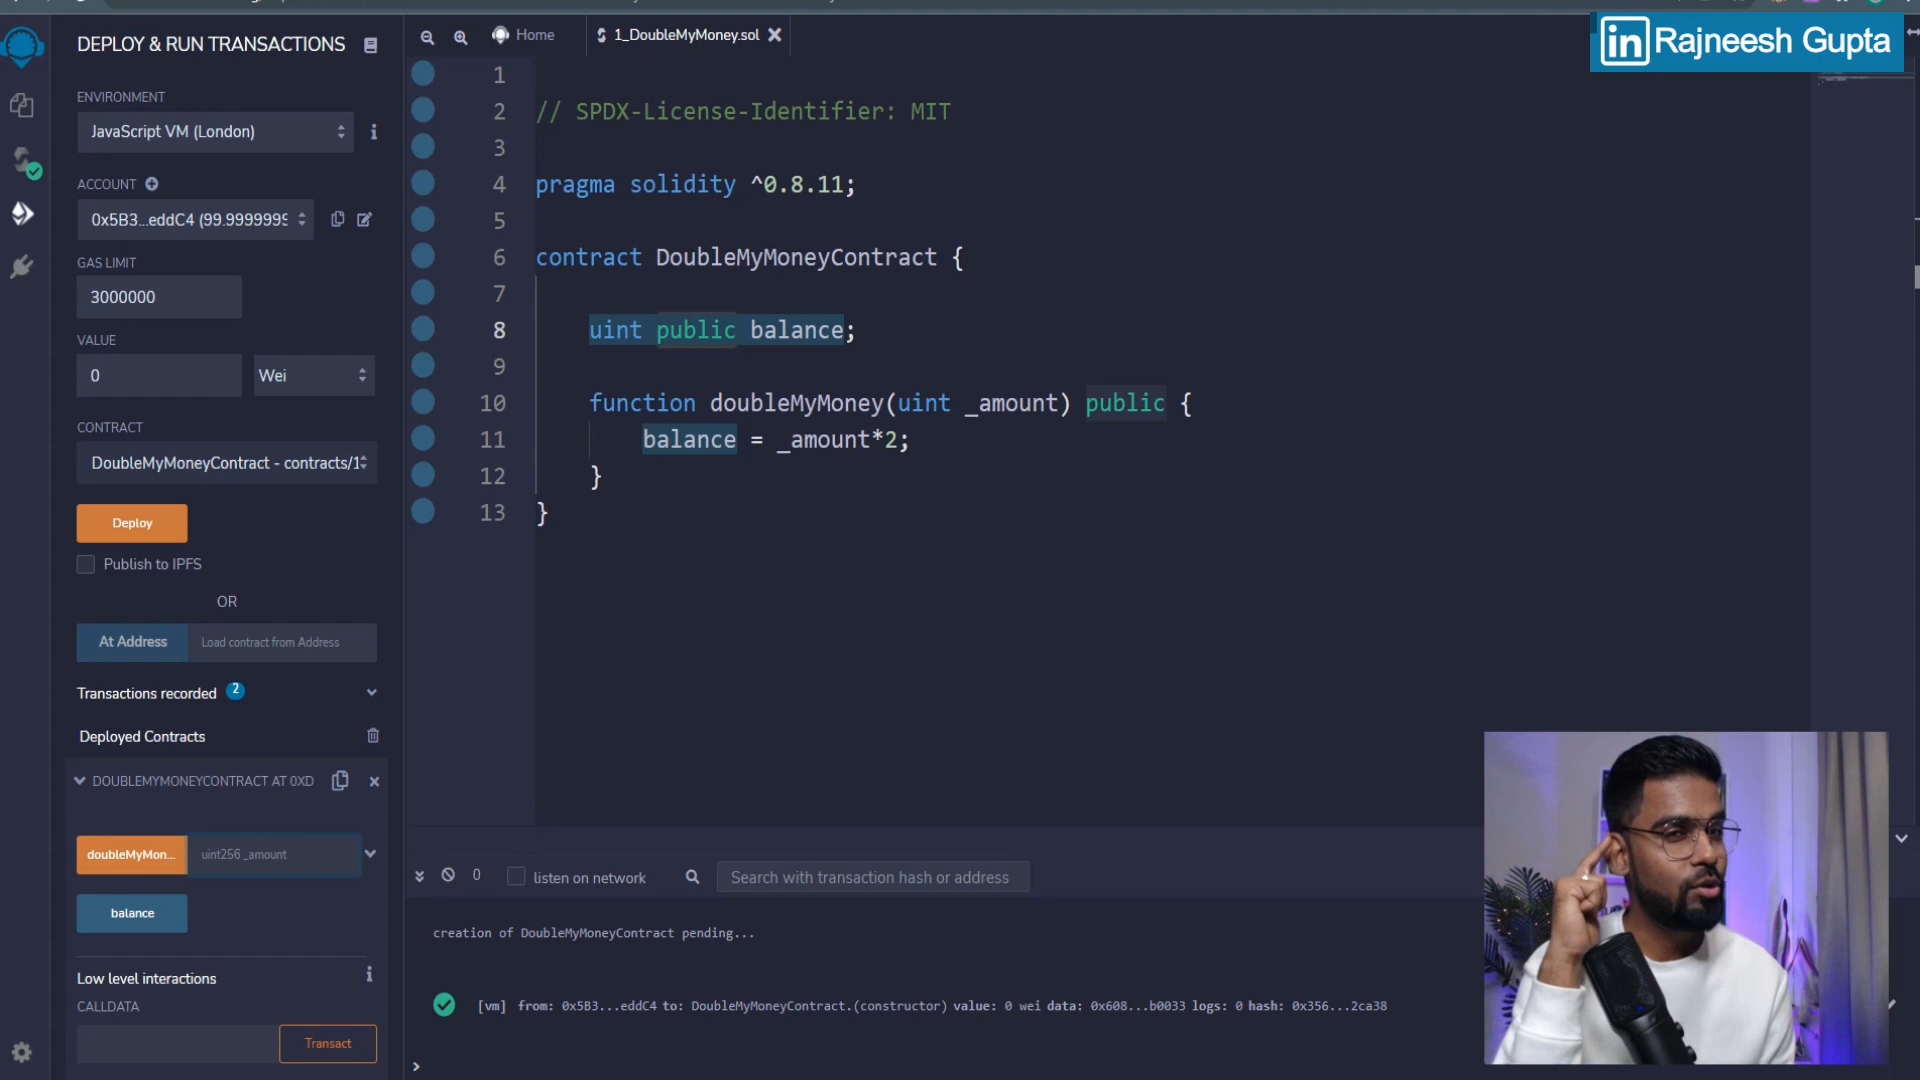 DEPLOY & RUN TRANSACTIONS
ENVIRONMENT
JavaScript VM (London)
ACCOUNT
0x5B3...eddC4 (99.9999999
GAS LIMIT
3000000
VALUE
0
Wei
CONTRACT
DoubleMyMoneyContract - contracts/1
Deploy
Publish to IPFS
OR
At Address
Load contract from Address
Transactions recorded 2
Deployed Contracts
DOUBLEMYMONEYCONTRACT AT 0XD
doubleMyMon...
uint256 _amount
balance
Low level interactions
CALLDATA
Transact
Home
1_DoubleMyMoney.sol
1
2 // SPDX-License-Identifier: MIT
3
4 pragma solidity ^0.8.11;
5
6 contract DoubleMyMoneyContract {
7
8 uint public balance;
9
10 function doubleMyMoney(uint _amount) public {
11 balance = _amount*2;
12 }
13 }
0
listen on network
Search with transaction hash or address
creation of DoubleMyMoneyContract pending...
[vm] from: 0x5B3...eddC4 to: DoubleMyMoneyContract.(constructor) value: 0 wei data: 0x608...b0033 logs: 0 hash: 0x356...2ca38
>
in Rajneesh Gupta